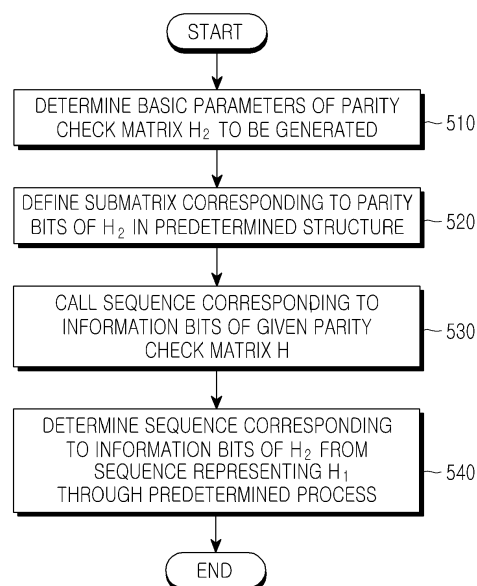 START
DETERMINE BASIC PARAMETERS OF PARITY
CHECK MATRIX H₂ TO BE GENERATED
510
DEFINE SUBMATRIX CORRESPONDING TO PARITY
BITS OF H₂ IN PREDETERMINED STRUCTURE
520
CALL SEQUENCE CORRESPONDING TO
INFORMATION BITS OF GIVEN PARITY
CHECK MATRIX H
530
DETERMINE SEQUENCE CORRESPONDING
TO INFORMATION BITS OF H₂ FROM
SEQUENCE REPRESENTING H₁
THROUGH PREDETERMINED PROCESS
540
END